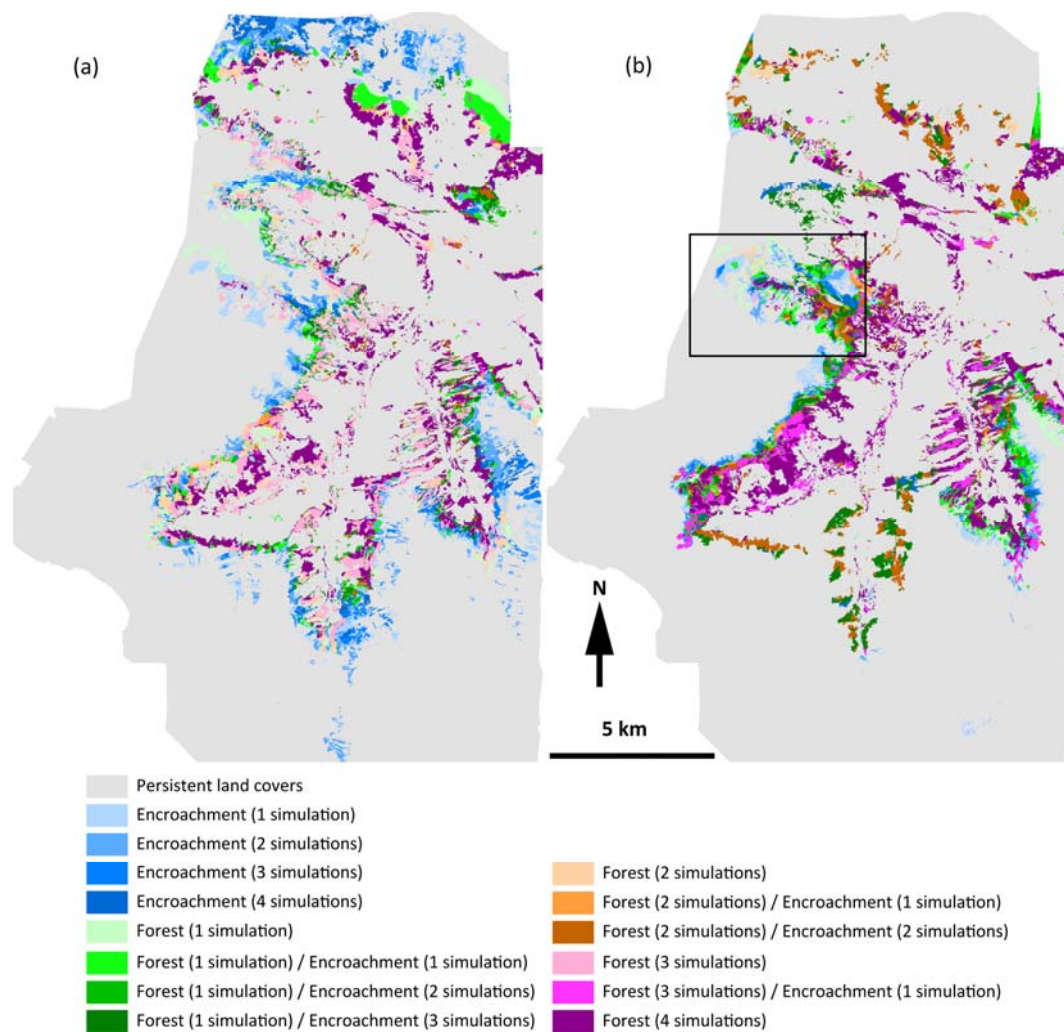 (a)
(b)
N
5 km
Persistent land covers
Encroachment (1 simulation)
Encroachment (2 simulations)
Encroachment (3 simulations)
Encroachment (4 simulations)
Forest (1 simulation)
Forest (1 simulation) / Encroachment (1 simulation)
Forest (1 simulation) / Encroachment (2 simulations)
Forest (1 simulation) / Encroachment (3 simulations)
Forest (2 simulations)
Forest (2 simulations) / Encroachment (1 simulation)
Forest (2 simulations) / Encroachment (2 simulations)
Forest (3 simulations)
Forest (3 simulations) / Encroachment (1 simulation)
Forest (4 simulations)